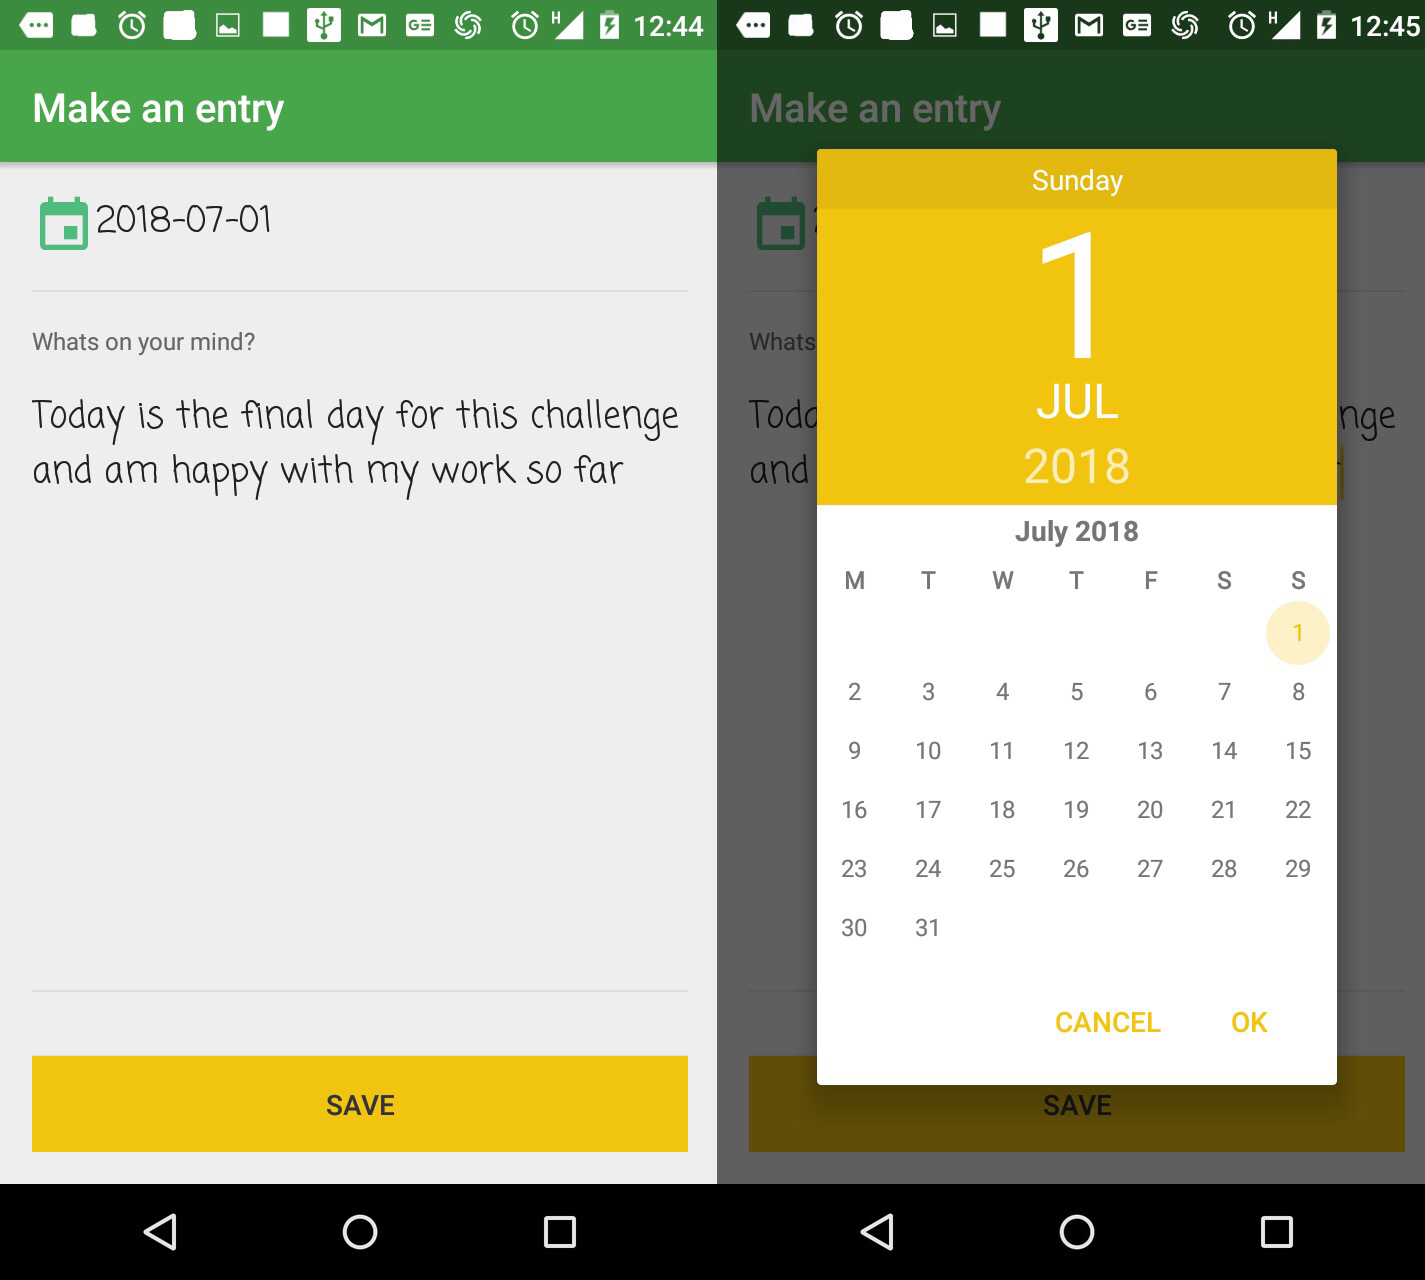 12:44
Make an entry
2018-07-01
Whats on your mind?
Today is the final day for this challenge
and am happy with my work so far
SAVE
H
GE
12:45
Make an entry
Whats
Toda
nge
and
Sunday
1
JUL
2018
July 2018
M T W T F S S
1
2 3 4 5 6 7 8
9 10 11 12 13 14 15
16 17 18 19 20 21 22
23 24 25 26 27 28 29
30 31
CANCEL OK
SAVE
H
GE